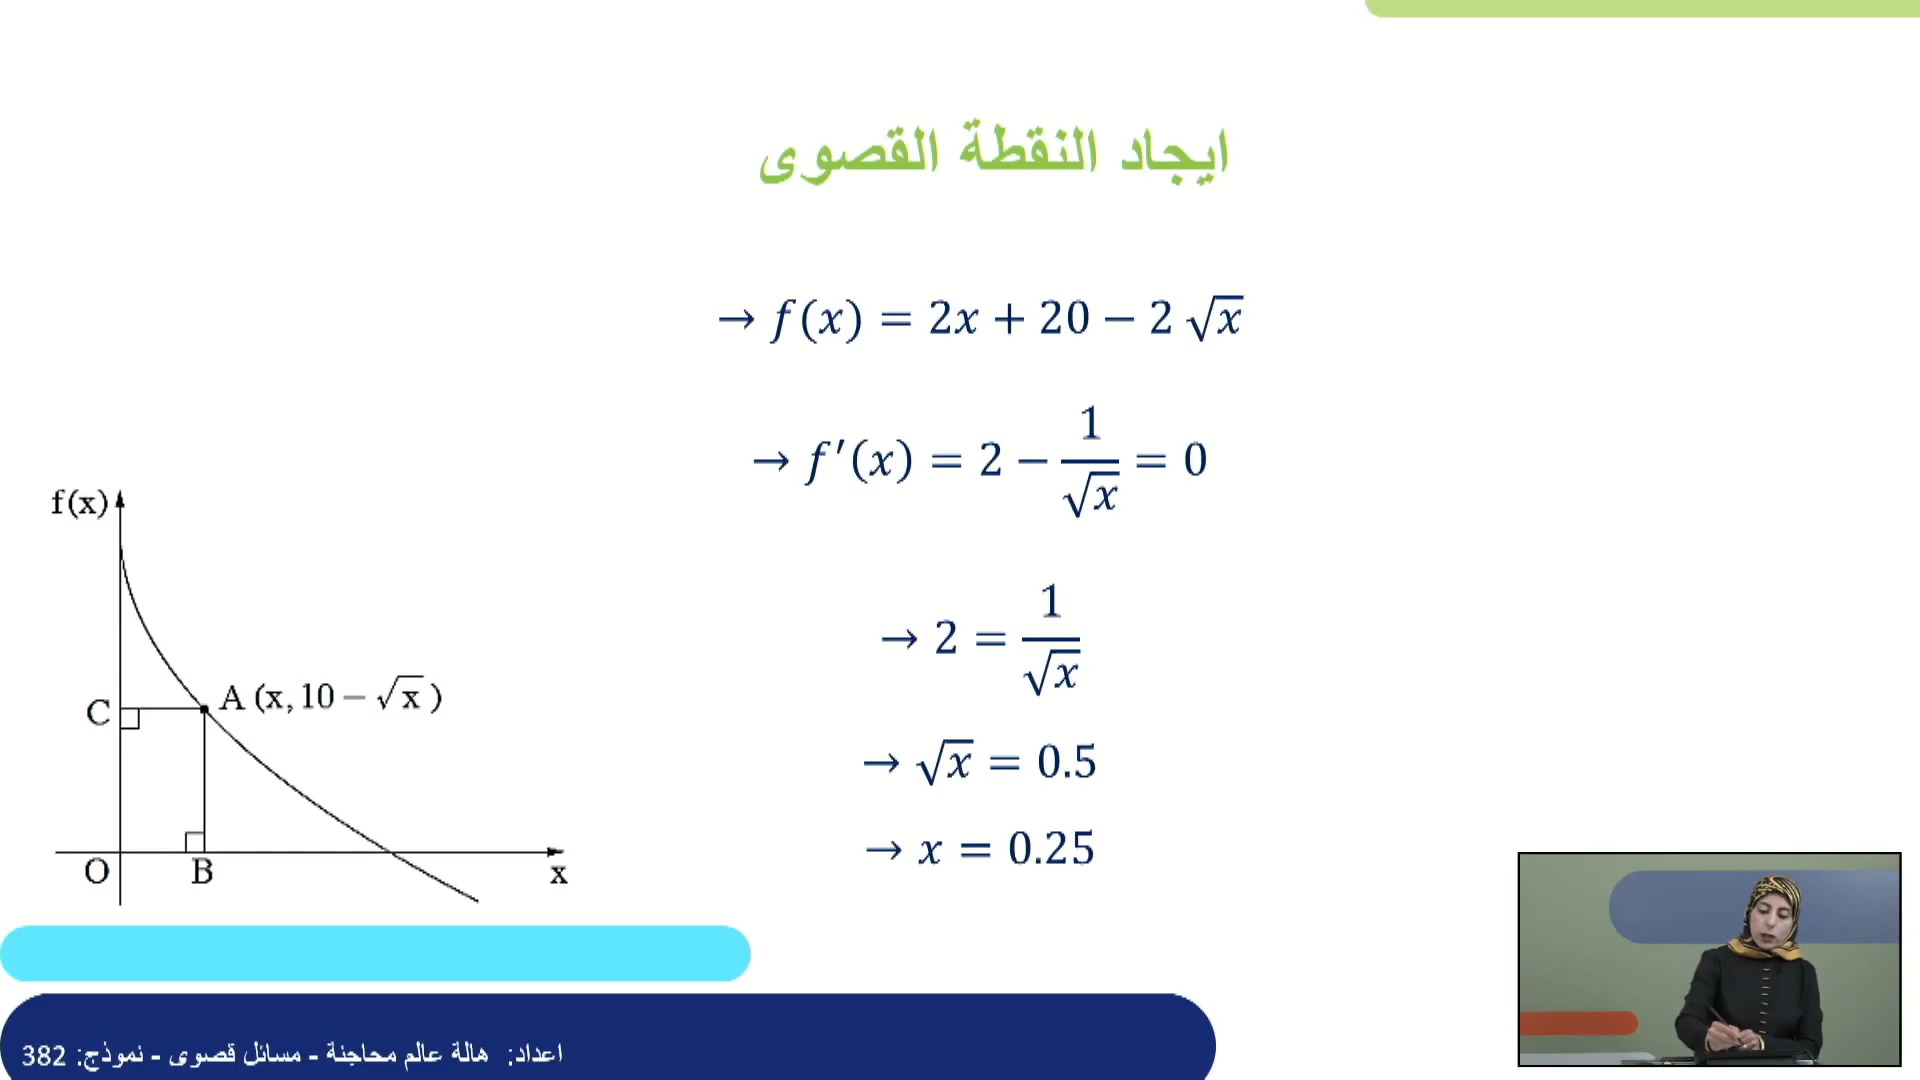 ايجاد النقطة القصوى
→ f(x) = 2x + 20 − 2 √x
→ f′(x) = 2 − 1/√x = 0
→ 2 = 1/√x
→ √x = 0.5
→ x = 0.25
f(x)
C
A (x, 10 − √x )
O
B
x
اعداد: هالة عالم محاجنة - مسائل قصوى - نموذج: 382